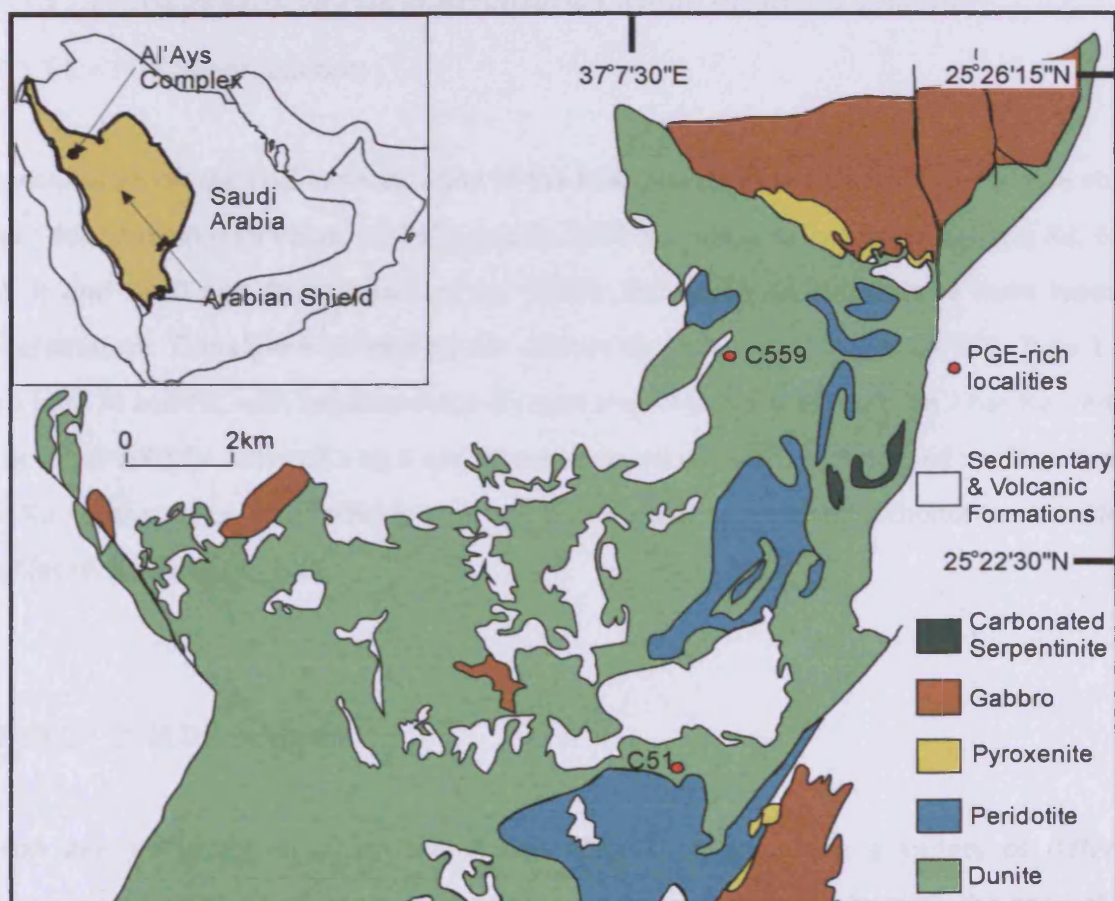 Al'Ays
Complex
Saudi
Arabia
Arabian Shield
37°7'30"E
25°26'15"N
C559
PGE-rich
localities
0 2km
Sedimentary
& Volcanic
Formations
25°22'30"N
Carbonated
Serpentinite
Gabbro
Pyroxenite
C51
Peridotite
Dunite